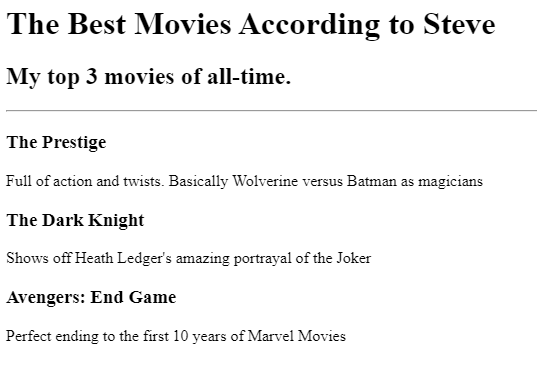 The Best Movies According to Steve
My top 3 movies of all-time.
The Prestige
Full of action and twists. Basically Wolverine versus Batman as magicians
The Dark Knight
Shows off Heath Ledger's amazing portrayal of the Joker
Avengers: End Game
Perfect ending to the first 10 years of Marvel Movies